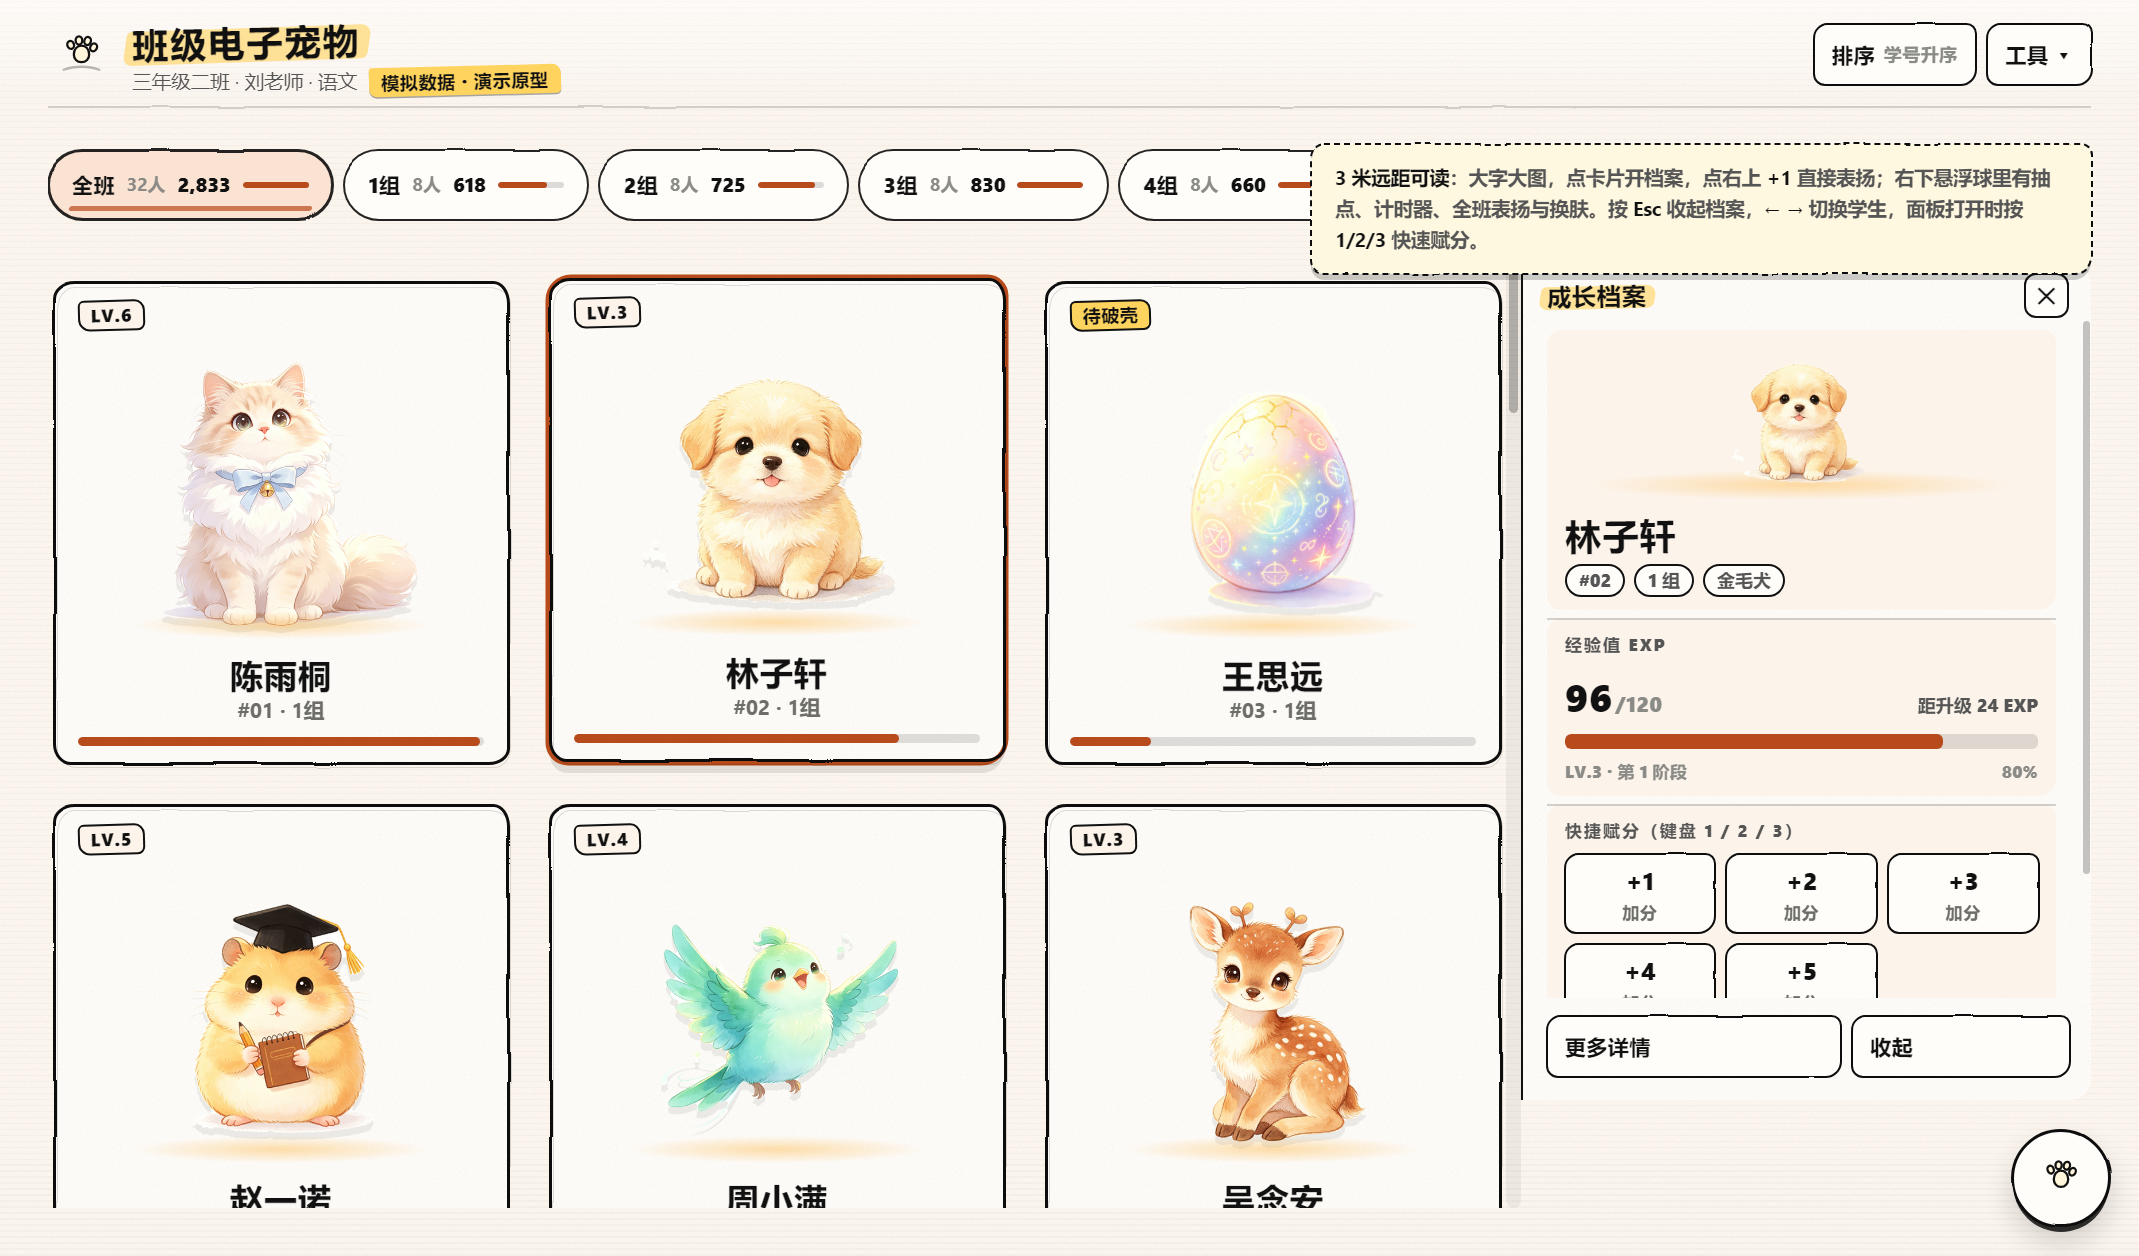 班级电子宠物
三年级二班 · 刘老师 · 语文
模拟数据 · 演示原型
排序 学号升序
工具 ▾
全班 32人 2,833
1组 8人 618
2组 8人 725
3组 8人 830
4组 8人 660
3 米远距可读：大字大图，点卡片开档案，点右上 +1 直接表扬；右下悬浮球里有抽
点、计时器、全班表扬与换肤。按 Esc 收起档案，← → 切换学生，面板打开时按
1/2/3 快速赋分。
LV.6
陈雨桐
#01 · 1组
LV.3
林子轩
#02 · 1组
待破壳
王思远
#03 · 1组
LV.5
赵一诺
LV.4
周小满
LV.3
吴念安
成长档案
林子轩
#02
1 组
金毛犬
经验值 EXP
96/120
距升级 24 EXP
LV.3 · 第 1 阶段
80%
快捷赋分（键盘 1 / 2 / 3）
+1
加分
+2
加分
+3
加分
+4
+5
更多详情
收起